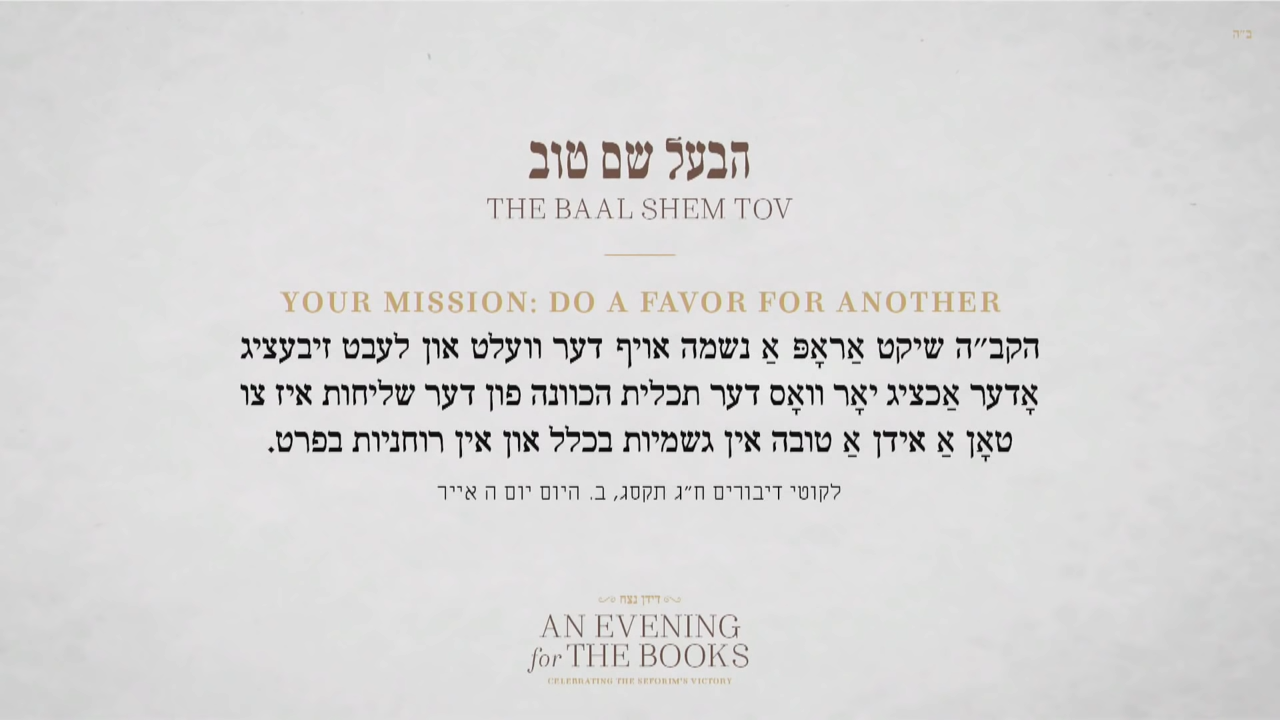 ב״ה
הבעל שם טוב
THE BAAL SHEM TOV
YOUR MISSION: DO A FAVOR FOR ANOTHER
הקב״ה שיקט אַראָפּ אַ נשמה אויף דער וועלט און לעבט זיבעציג
אָדער אַכציג יאָר וואָס דער תכלית הכוונה פון דער שליחות איז צו
טאָן אַ אידן אַ טובה אין גשמיות בכלל און אין רוחניות בפרט.
לקוטי דיבורים ח״ג תקסג, ב. היום יום ה אייר
דידן נצח
AN EVENING
for THE BOOKS
CELEBRATING THE SEFORIM'S VICTORY